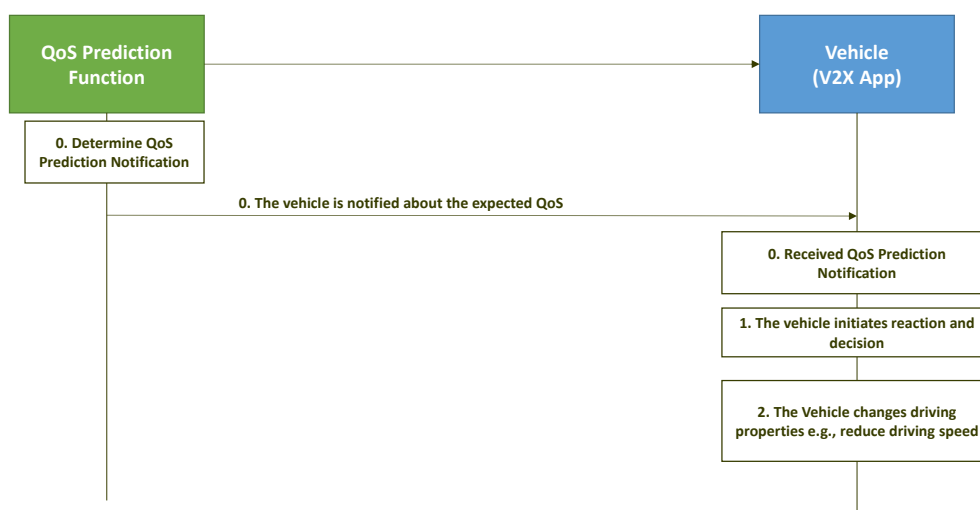 QoS Prediction
Function
Vehicle
(V2X App)
0. Determine QoS
Prediction Notification
0. The vehicle is notified about the expected QoS
0. Received QoS Prediction
Notification
1. The vehicle initiates reaction and
decision
2. The Vehicle changes driving
properties e.g., reduce driving speed